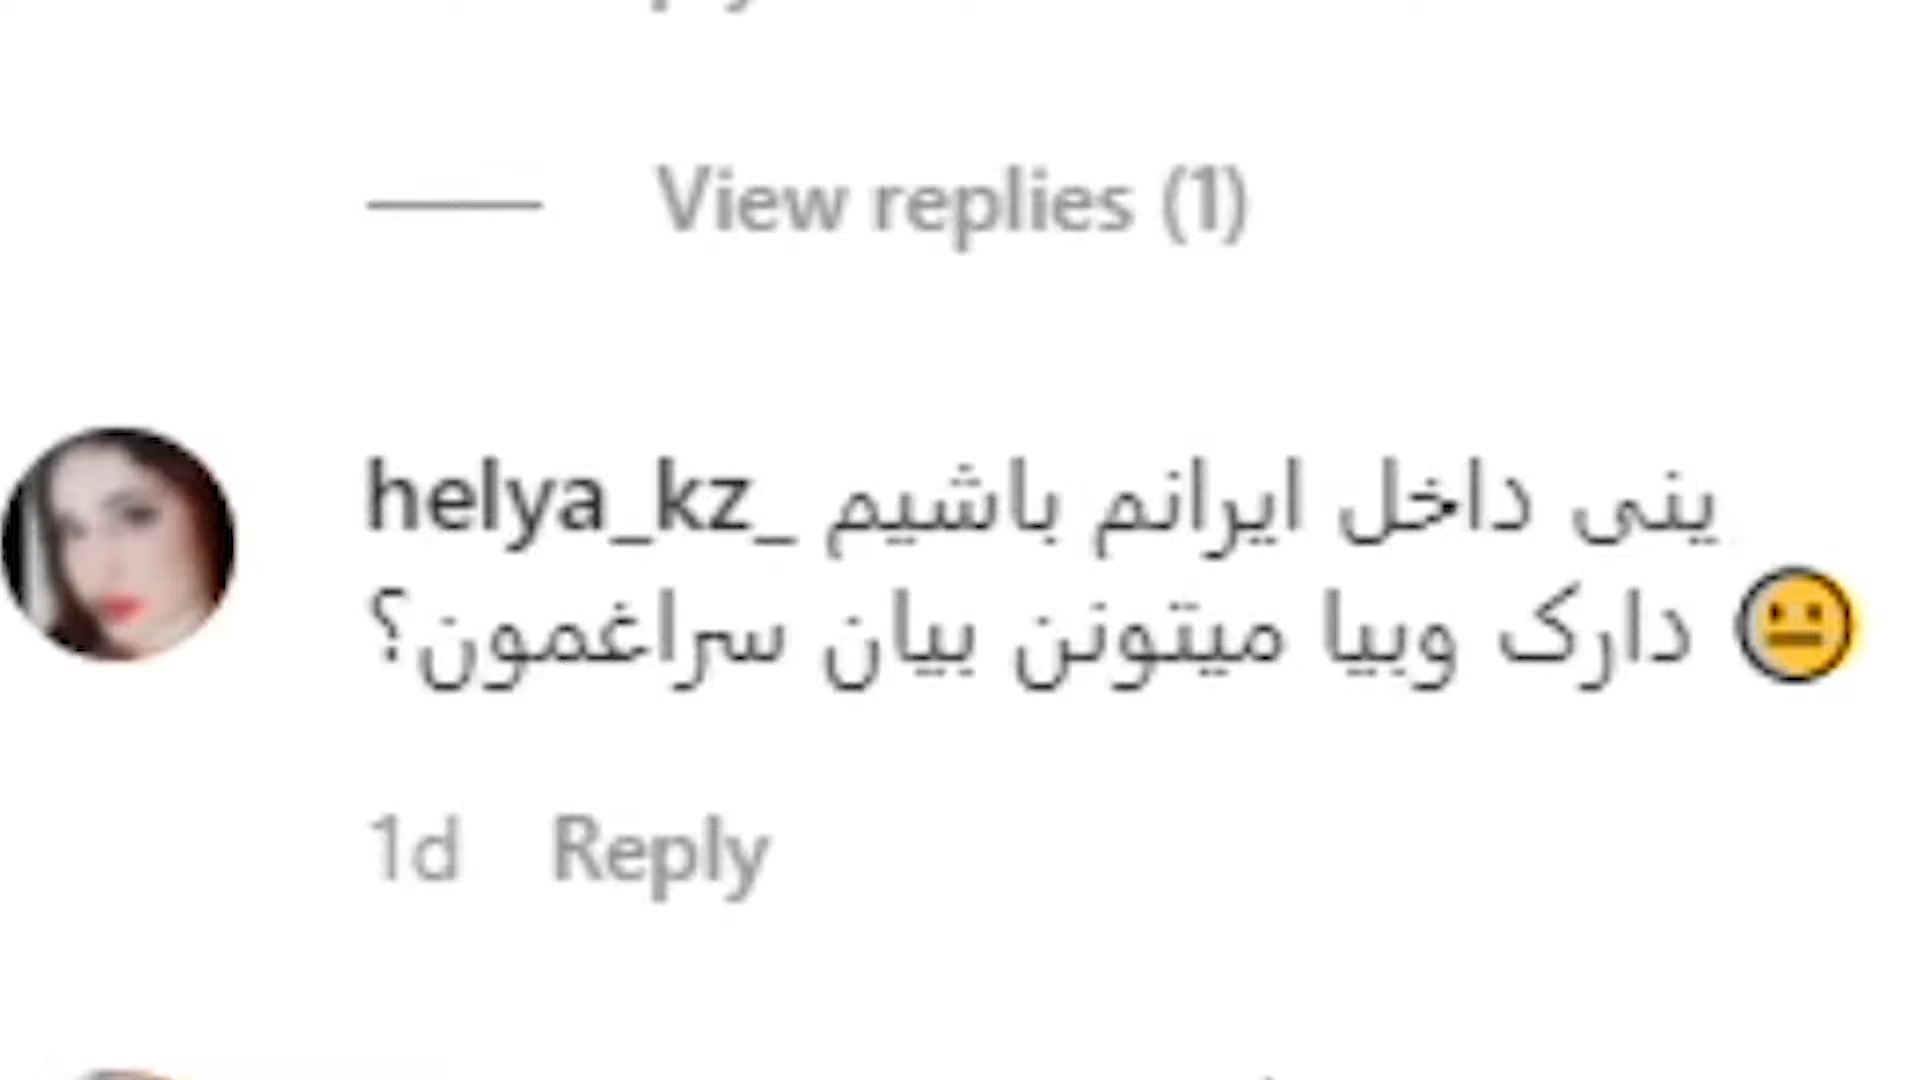 View replies (1)
helya_kz_ ینی داخل ایرانم باشیم
دارک وبیا میتونن بیان سراغمون؟ 😐
1d Reply